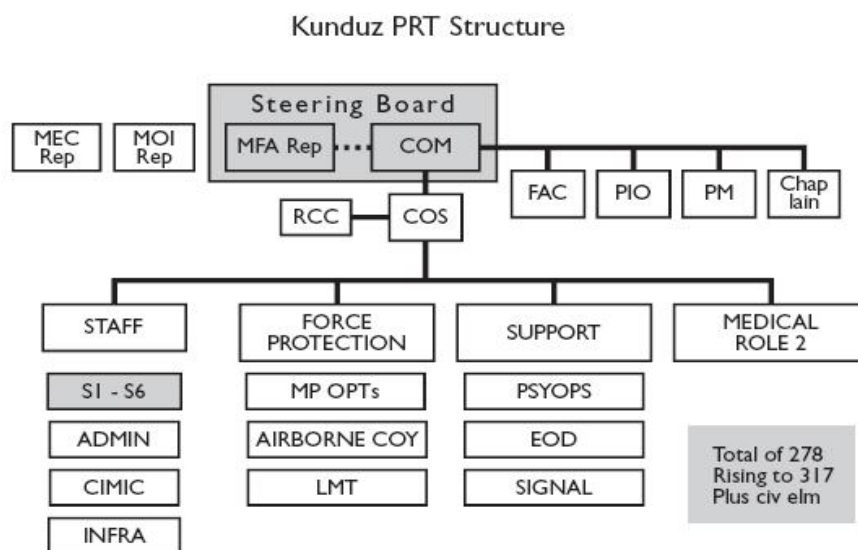 Kunduz PRT Structure
Steering Board
MEC
Rep
MOI
Rep
MFA Rep
COM
FAC
PIO
PM
Chap
lain
RCC
COS
STAFF
FORCE
PROTECTION
SUPPORT
MEDICAL
ROLE 2
S1 - S6
MP OPTs
PSYOPS
ADMIN
AIRBORNE COY
EOD
CIMIC
LMT
SIGNAL
INFRA
Total of 278
Rising to 317
Plus civ elm